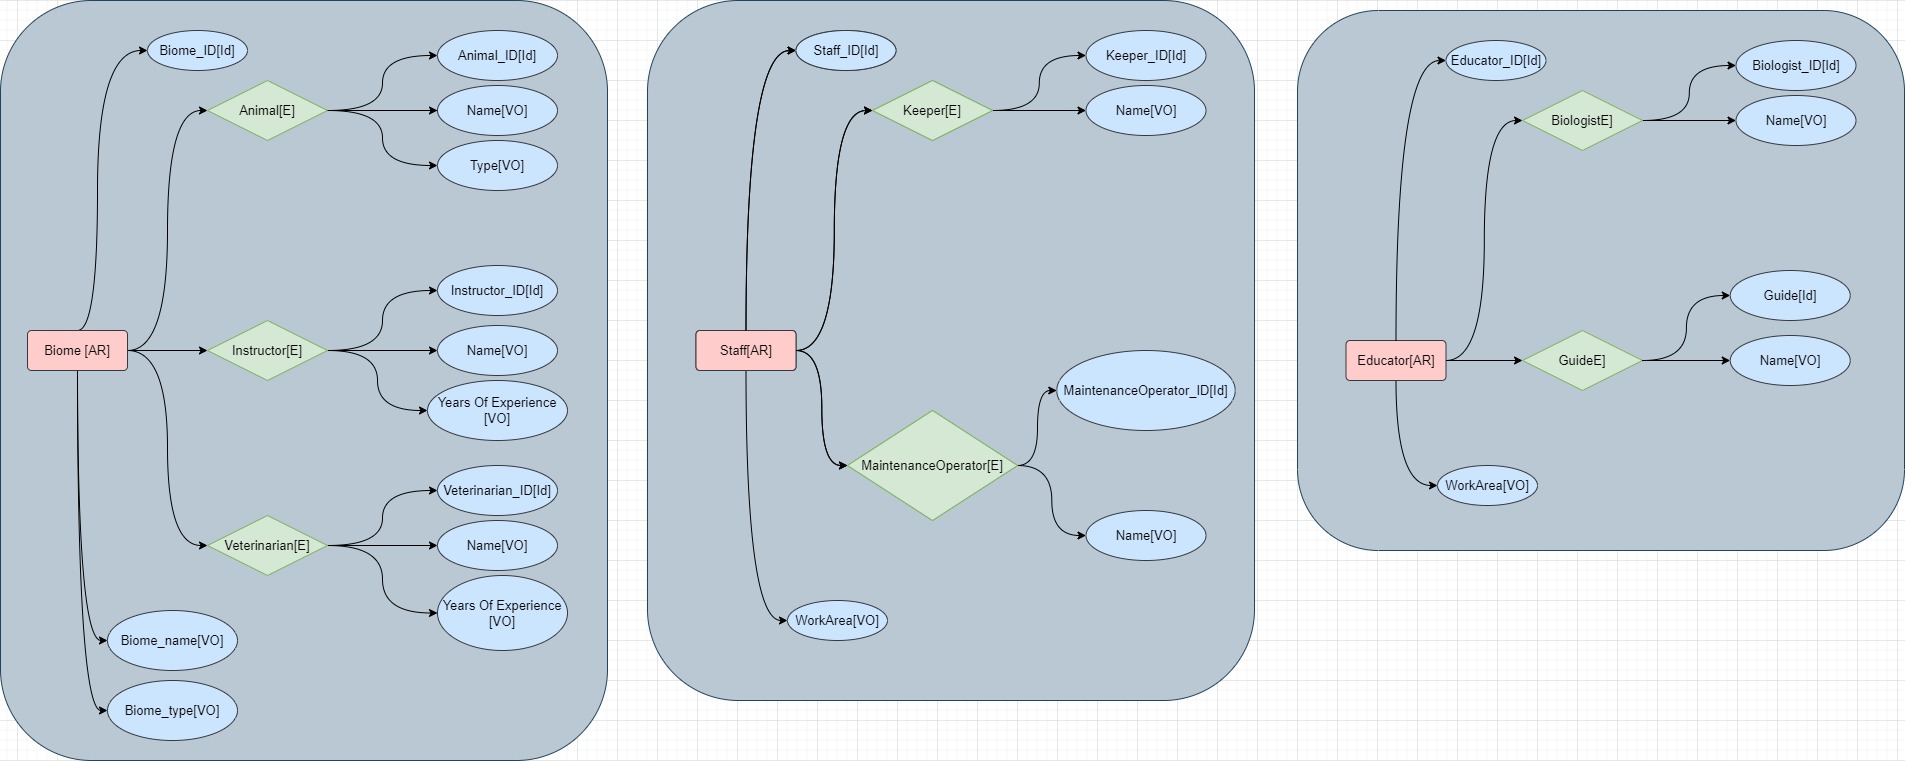 Biome_ID[Id]
Animal[E]
Animal_ID[Id]
Name[VO]
Type[VO]
Biome [AR]
Instructor[E]
Instructor_ID[Id]
Name[VO]
Years Of Experience
[VO]
Veterinarian[E]
Veterinarian_ID[Id]
Name[VO]
Years Of Experience
[VO]
Biome_name[VO]
Biome_type[VO]
Staff_ID[Id]
Keeper[E]
Keeper_ID[Id]
Name[VO]
Staff[AR]
MaintenanceOperator[E]
MaintenanceOperator_ID[Id]
Name[VO]
WorkArea[VO]
Educator_ID[Id]
BiologistE]
Biologist_ID[Id]
Name[VO]
Educator[AR]
GuideE]
Guide[Id]
Name[VO]
WorkArea[VO]